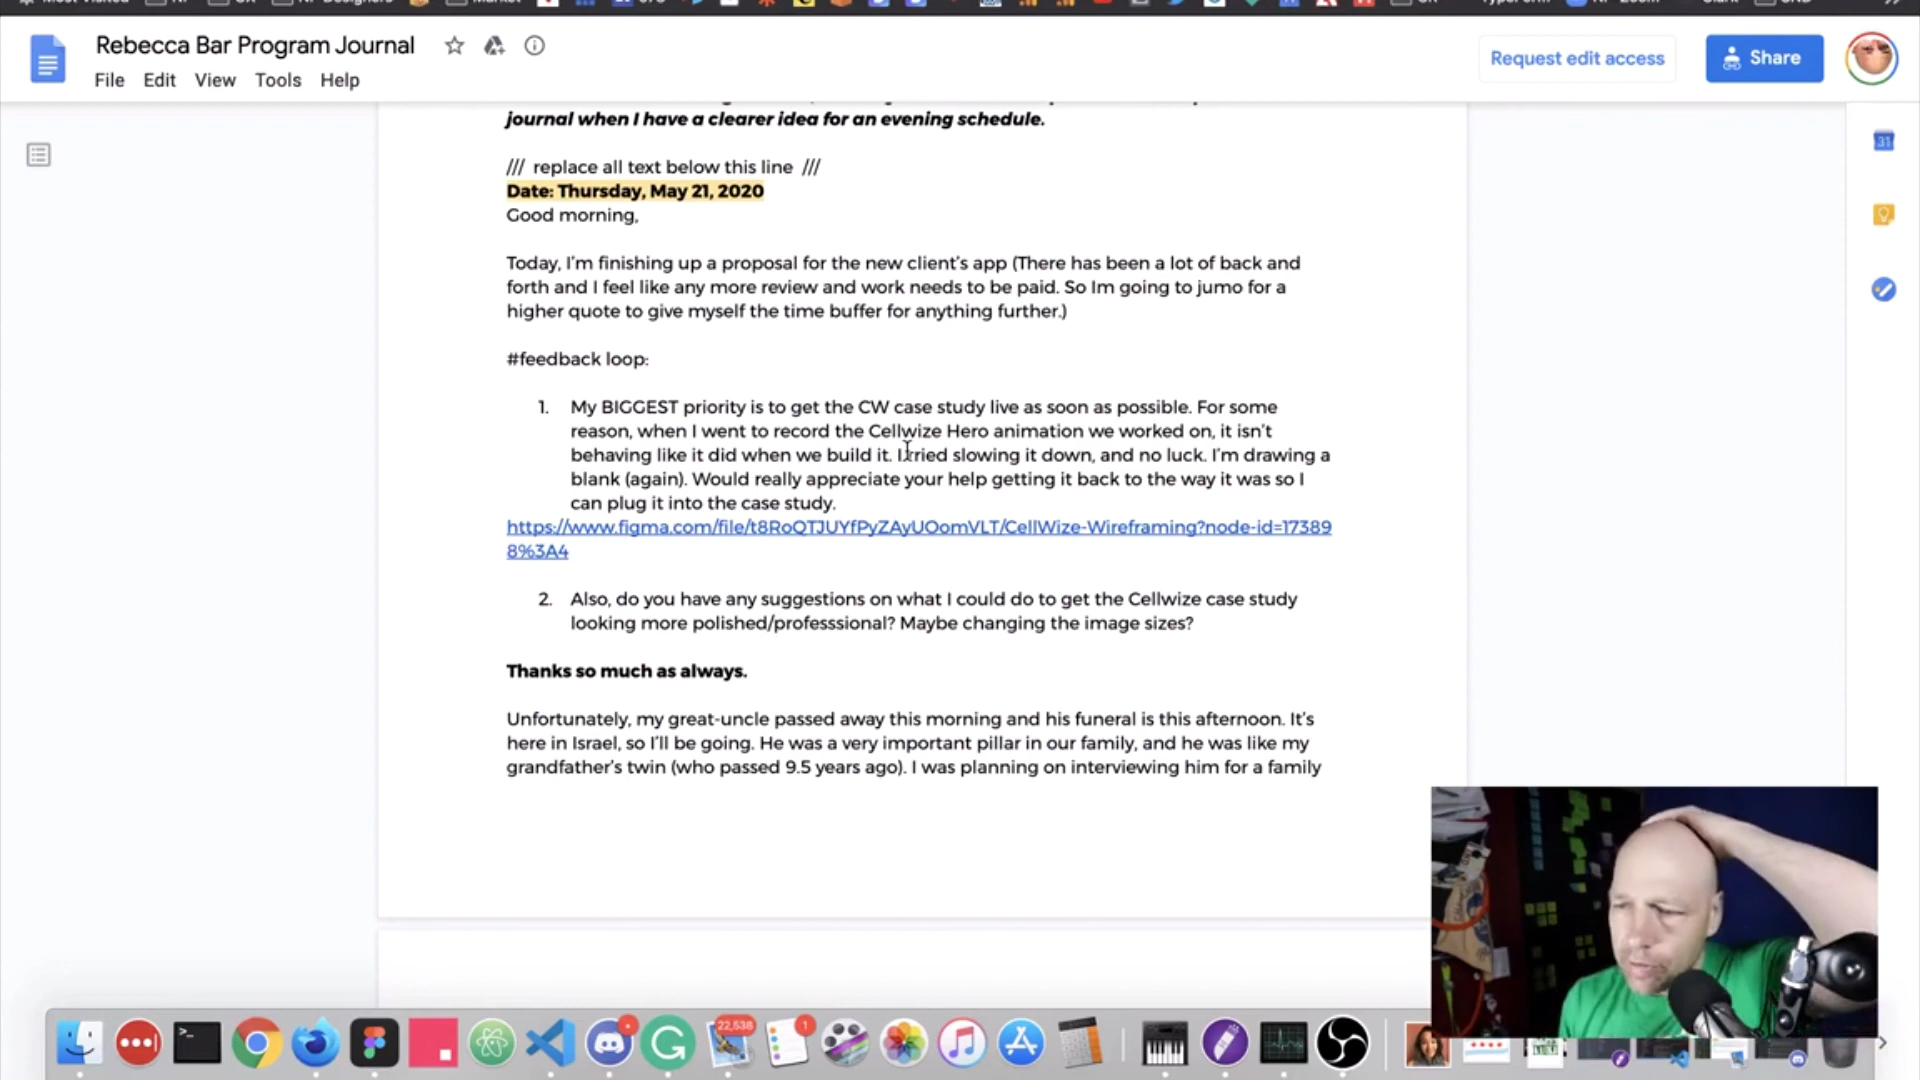 Rebecca Bar Program Journal
Request edit access
Share
File Edit View Tools Help
journal when I have a clearer idea for an evening schedule.
/// replace all text below this line ///
Date: Thursday, May 21, 2020
Good morning,
Today, I'm finishing up a proposal for the new client's app (There has been a lot of back and
forth and I feel like any more review and work needs to be paid. So Im going to jumo for a
higher quote to give myself the time buffer for anything further.)
#feedback loop:
1. My BIGGEST priority is to get the CW case study live as soon as possible. For some
reason, when I went to record the Cellwize Hero animation we worked on, it isn't
behaving like it did when we build it. I tried slowing it down, and no luck. I'm drawing a
blank (again). Would really appreciate your help getting it back to the way it was so I
can plug it into the case study.
https://www.figma.com/file/t8RoQTJUYfPyZAyUOomVLT/CellWize-Wireframing?node-id=17389
8%3A4
2. Also, do you have any suggestions on what I could do to get the Cellwize case study
looking more polished/professsional? Maybe changing the image sizes?
Thanks so much as always.
Unfortunately, my great-uncle passed away this morning and his funeral is this afternoon. It's
here in Israel, so I'll be going. He was a very important pillar in our family, and he was like my
grandfather's twin (who passed 9.5 years ago). I was planning on interviewing him for a family
31
22,538
1